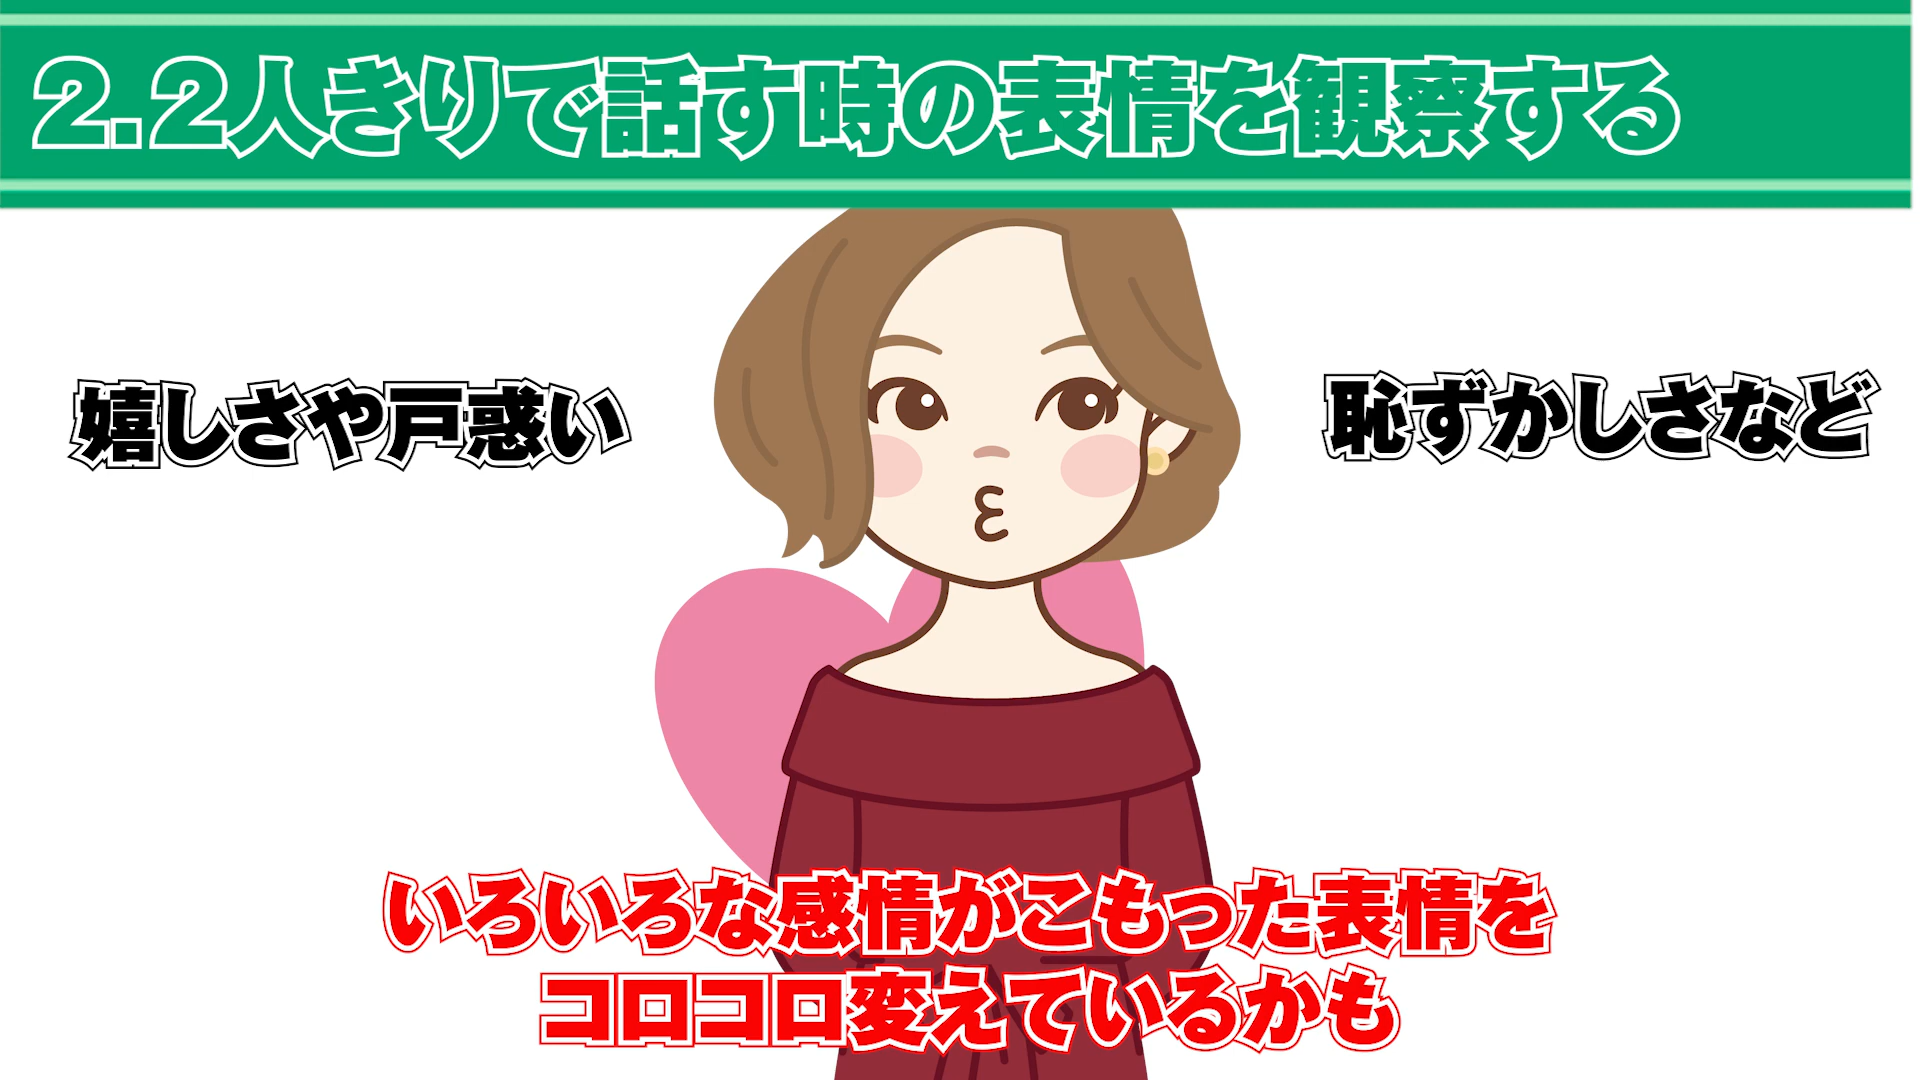 2.2人きりで話す時の表情を観察する
嬉しさや戸惑い
恥ずかしさなど
いろいろな感情がこもった表情を
コロコロ変えているかも